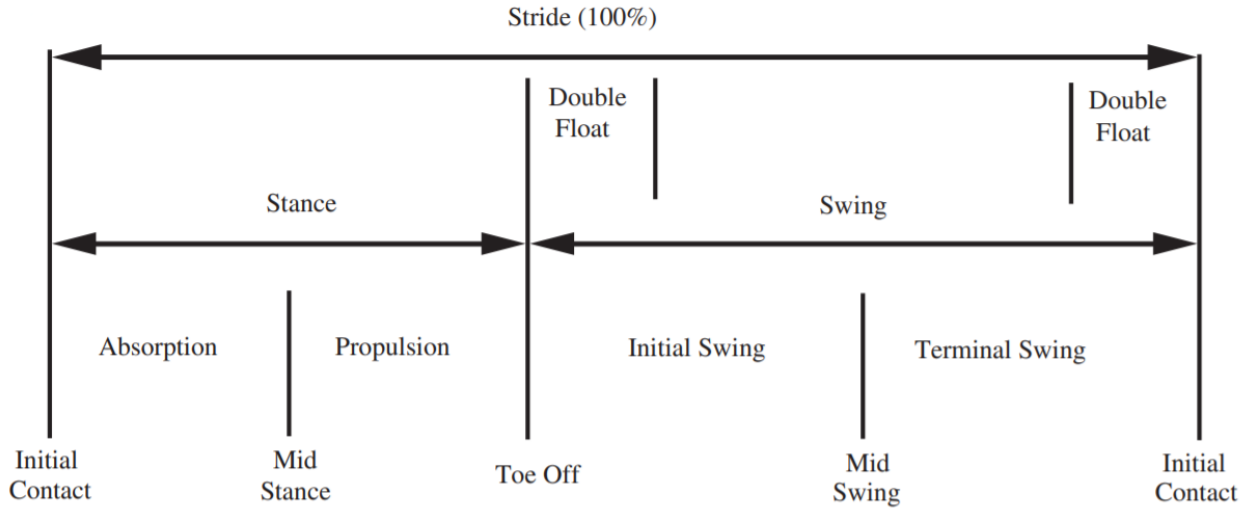 Stride (100%)
Double
Float
Double
Float
Stance
Swing
Absorption
Propulsion
Initial Swing
Terminal Swing
Initial
Contact
Mid
Stance
Toe Off
Mid
Swing
Initial
Contact